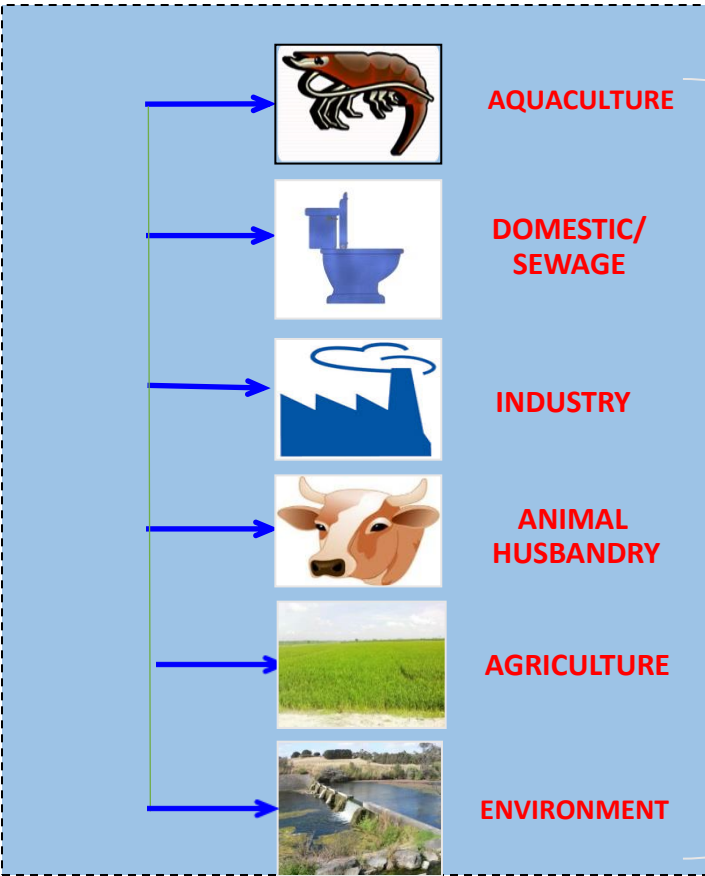 AQUACULTURE
DOMESTIC/
SEWAGE
INDUSTRY
ANIMAL
HUSBANDRY
AGRICULTURE
ENVIRONMENT